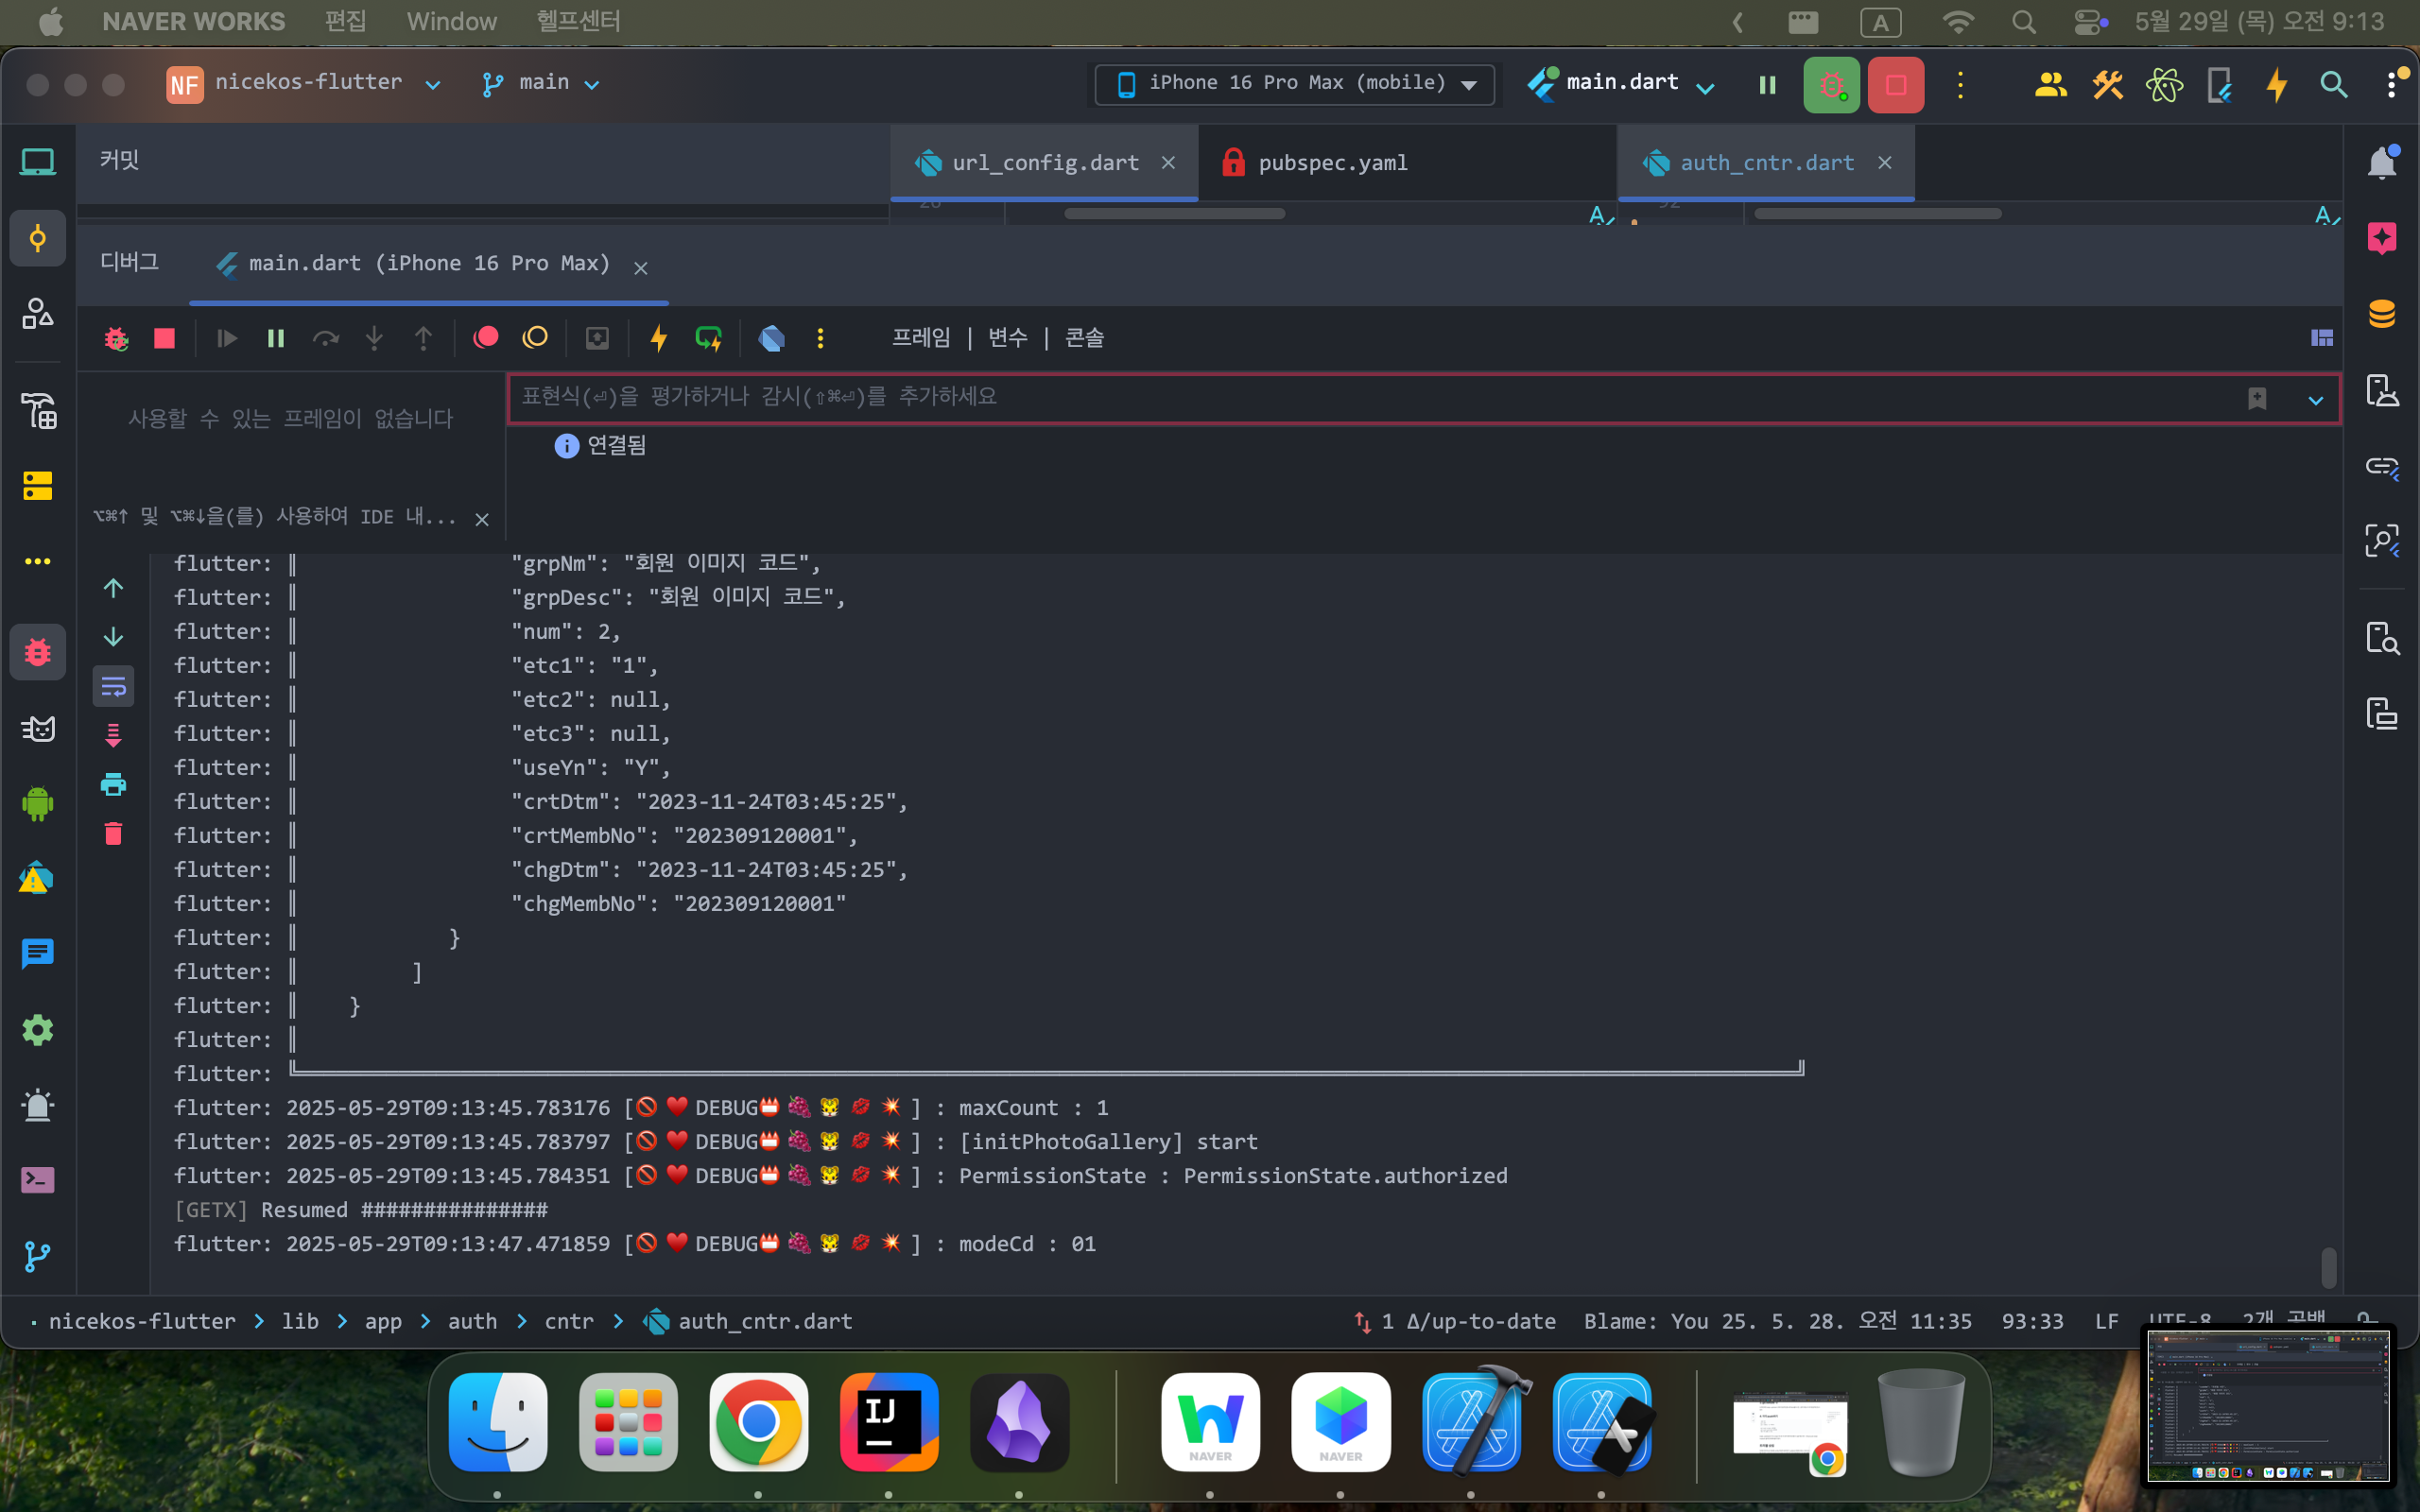 NAVER WORKS 편집 Window 헬프센터 A 5월 29일 (목) 오전 9:13
NF nicekos-flutter main iPhone 16 Pro Max (mobile) main.dart
커밋 url_config.dart pubspec.yaml auth_cntr.dart
디버그 main.dart (iPhone 16 Pro Max)
프레임 | 변수 | 콘솔
표현식(⏎)을 평가하거나 감시(⇧⌘⏎)를 추가하세요
사용할 수 있는 프레임이 없습니다
연결됨
⌥⌘↑ 및 ⌥⌘↓을(를) 사용하여 IDE 내...
flutter: ║ "grpNm": "회원 이미지 코드",
flutter: ║ "grpDesc": "회원 이미지 코드",
flutter: ║ "num": 2,
flutter: ║ "etc1": "1",
flutter: ║ "etc2": null,
flutter: ║ "etc3": null,
flutter: ║ "useYn": "Y",
flutter: ║ "crtDtm": "2023-11-24T03:45:25",
flutter: ║ "crtMembNo": "202309120001",
flutter: ║ "chgDtm": "2023-11-24T03:45:25",
flutter: ║ "chgMembNo": "202309120001"
flutter: ║ }
flutter: ║ ]
flutter: ║ }
flutter: ║
flutter: ╚══════════════════════════════════════════════════════════════════════════════════════════╝
flutter: 2025-05-29T09:13:45.783176 [🚫 ♥️ DEBUG📛 🍇 🐯 💋 💥 ] : maxCount : 1
flutter: 2025-05-29T09:13:45.783797 [🚫 ♥️ DEBUG📛 🍇 🐯 💋 💥 ] : [initPhotoGallery] start
flutter: 2025-05-29T09:13:45.784351 [🚫 ♥️ DEBUG📛 🍇 🐯 💋 💥 ] : PermissionState : PermissionState.authorized
[GETX] Resumed ###############
flutter: 2025-05-29T09:13:47.471859 [🚫 ♥️ DEBUG📛 🍇 🐯 💋 💥 ] : modeCd : 01
nicekos-flutter > lib > app > auth > cntr > auth_cntr.dart 1 Δ/up-to-date Blame: You 25. 5. 28. 오전 11:35 93:33 LF UTF-8 2개 공백
IJ
NAVER
NAVER